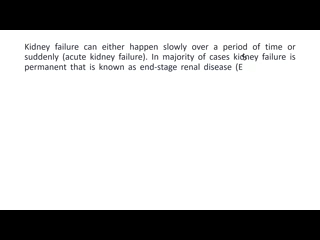 Kidney failure can either happen slowly over a period of time or
suddenly (acute kidney failure). In majority of cases kidney failure is
permanent that is known as end-stage renal disease (E